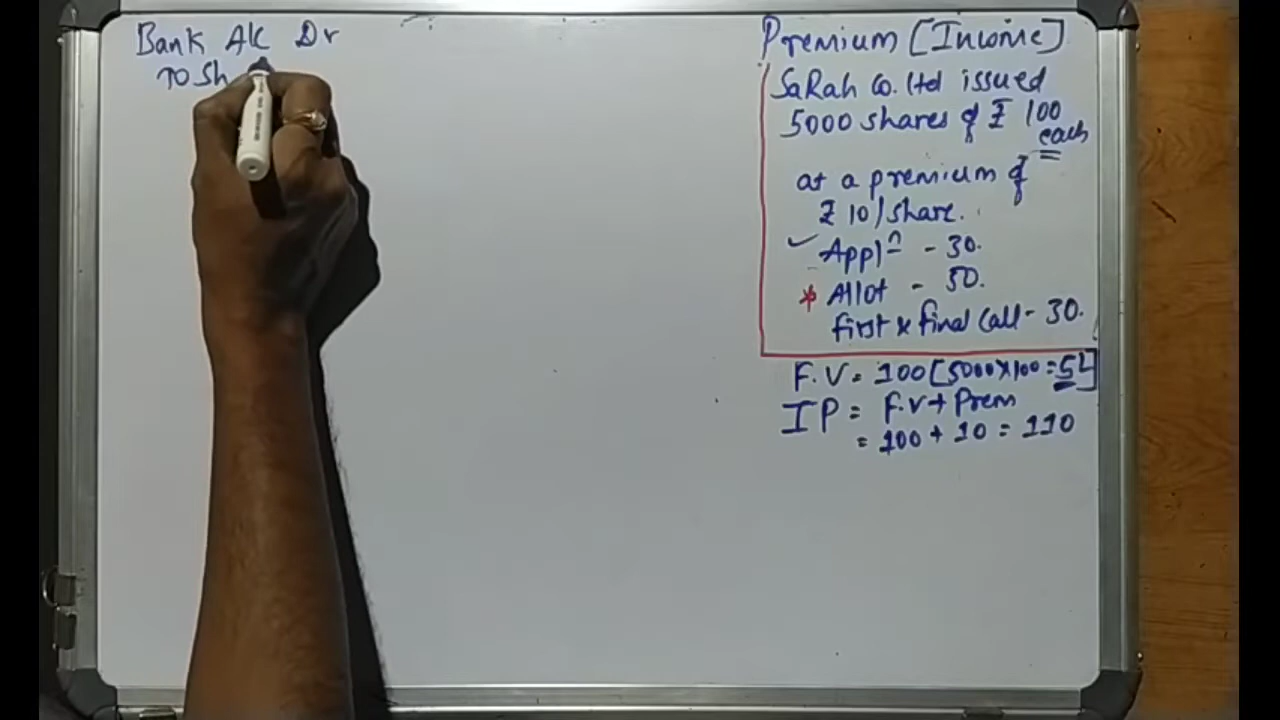 Bank A/c Dr
To Sh
Premium [Income]
SaRah Co. Ltd issued
5000 shares of ₹ 100
each
at a premium of
₹ 10/share.
✓ Appln - 30.
* Allot - 50.
first & final Call - 30.
F.V = 100 [5000×100 = 5L]
IP = F.V + Prem
= 100 + 10 = 110